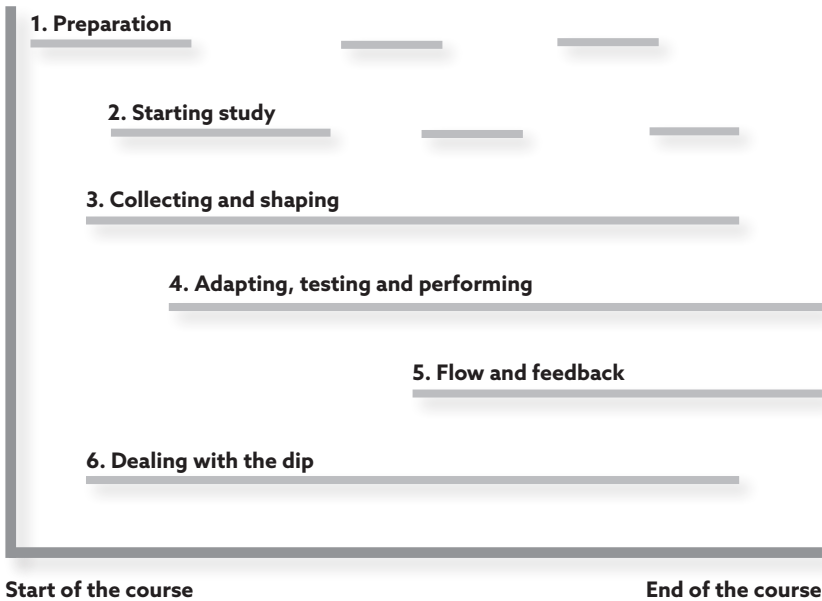 1. Preparation
2. Starting study
3. Collecting and shaping
4. Adapting, testing and performing
5. Flow and feedback
6. Dealing with the dip
Start of the course
End of the course